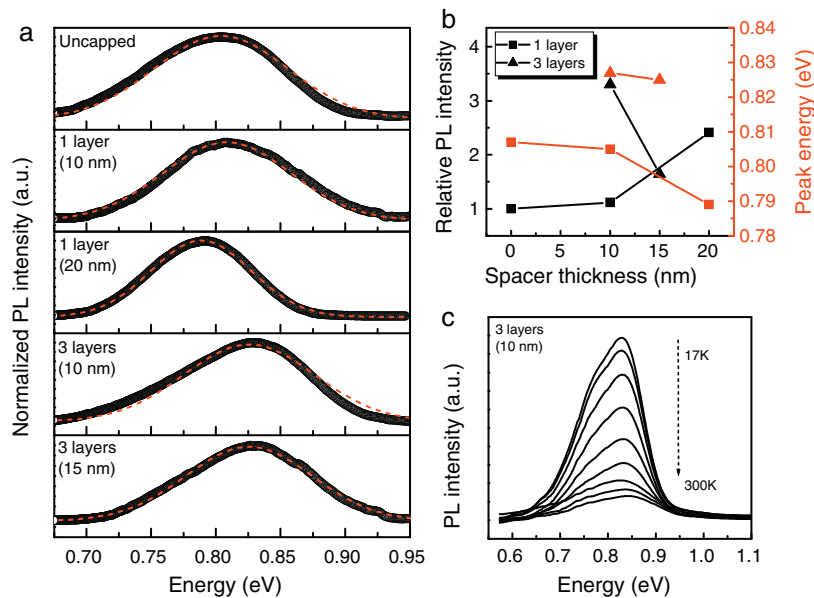 a
Uncapped
1 layer
(10 nm)
1 layer
(20 nm)
3 layers
(10 nm)
3 layers
(15 nm)
Normalized PL intensity (a.u.)
0.70 0.75 0.80 0.85 0.90 0.95
Energy (eV)
b
1 layer
3 layers
Relative PL intensity
4
3
2
1
0 5 10 15 20
Spacer thickness (nm)
0.84
0.83
0.82
0.81
0.80
0.79
0.78
Peak energy (eV)
c
3 layers
(10 nm)
17K
300K
PL intensity (a.u.)
0.6 0.7 0.8 0.9 1.0 1.1
Energy (eV)